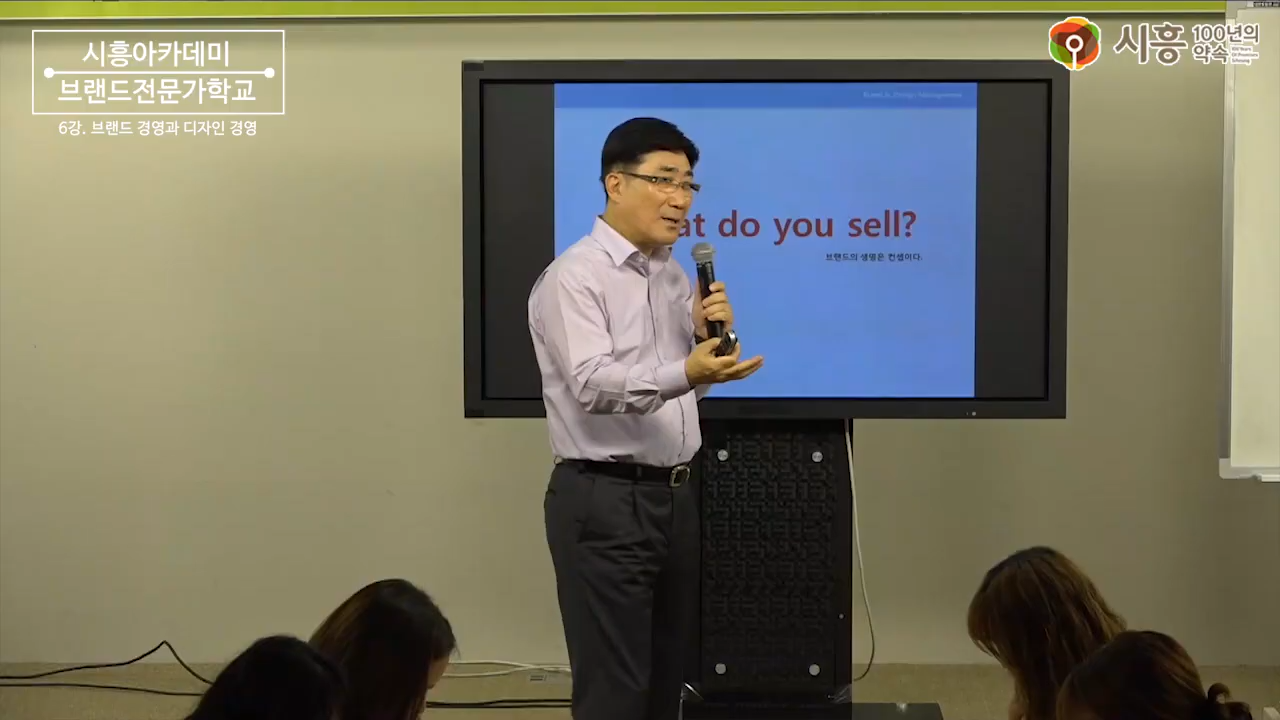 시흥아카데미
브랜드전문가학교
6강. 브랜드 경영과 디자인 경영
시흥 100년의
약속
at do you sell?
브랜드의 생명은 컨셉이다.